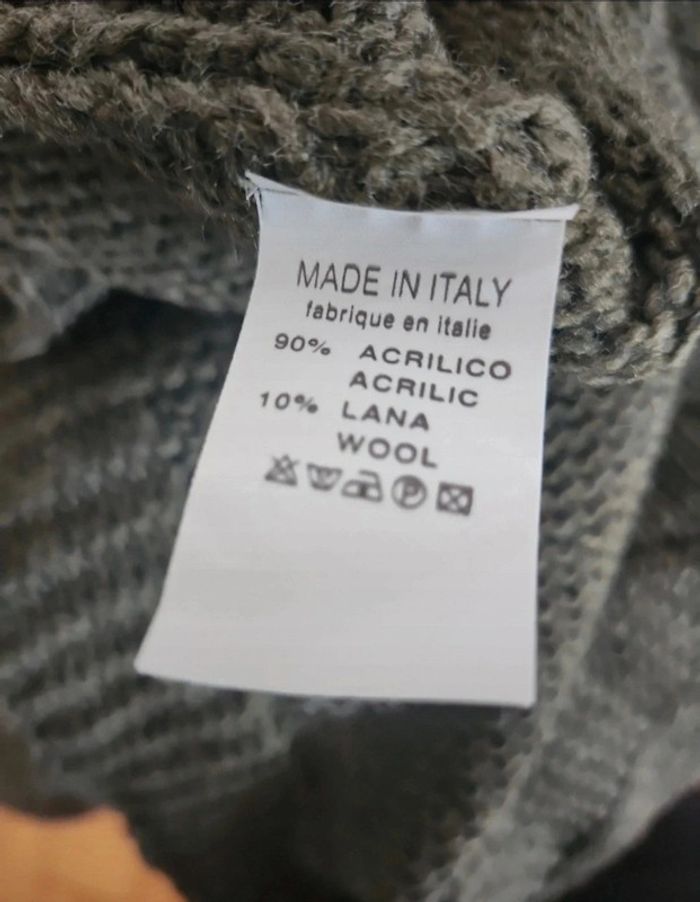 MADE IN ITALY
fabrique en italie
90% ACRILICO
ACRILIC
10% LANA
WOOL